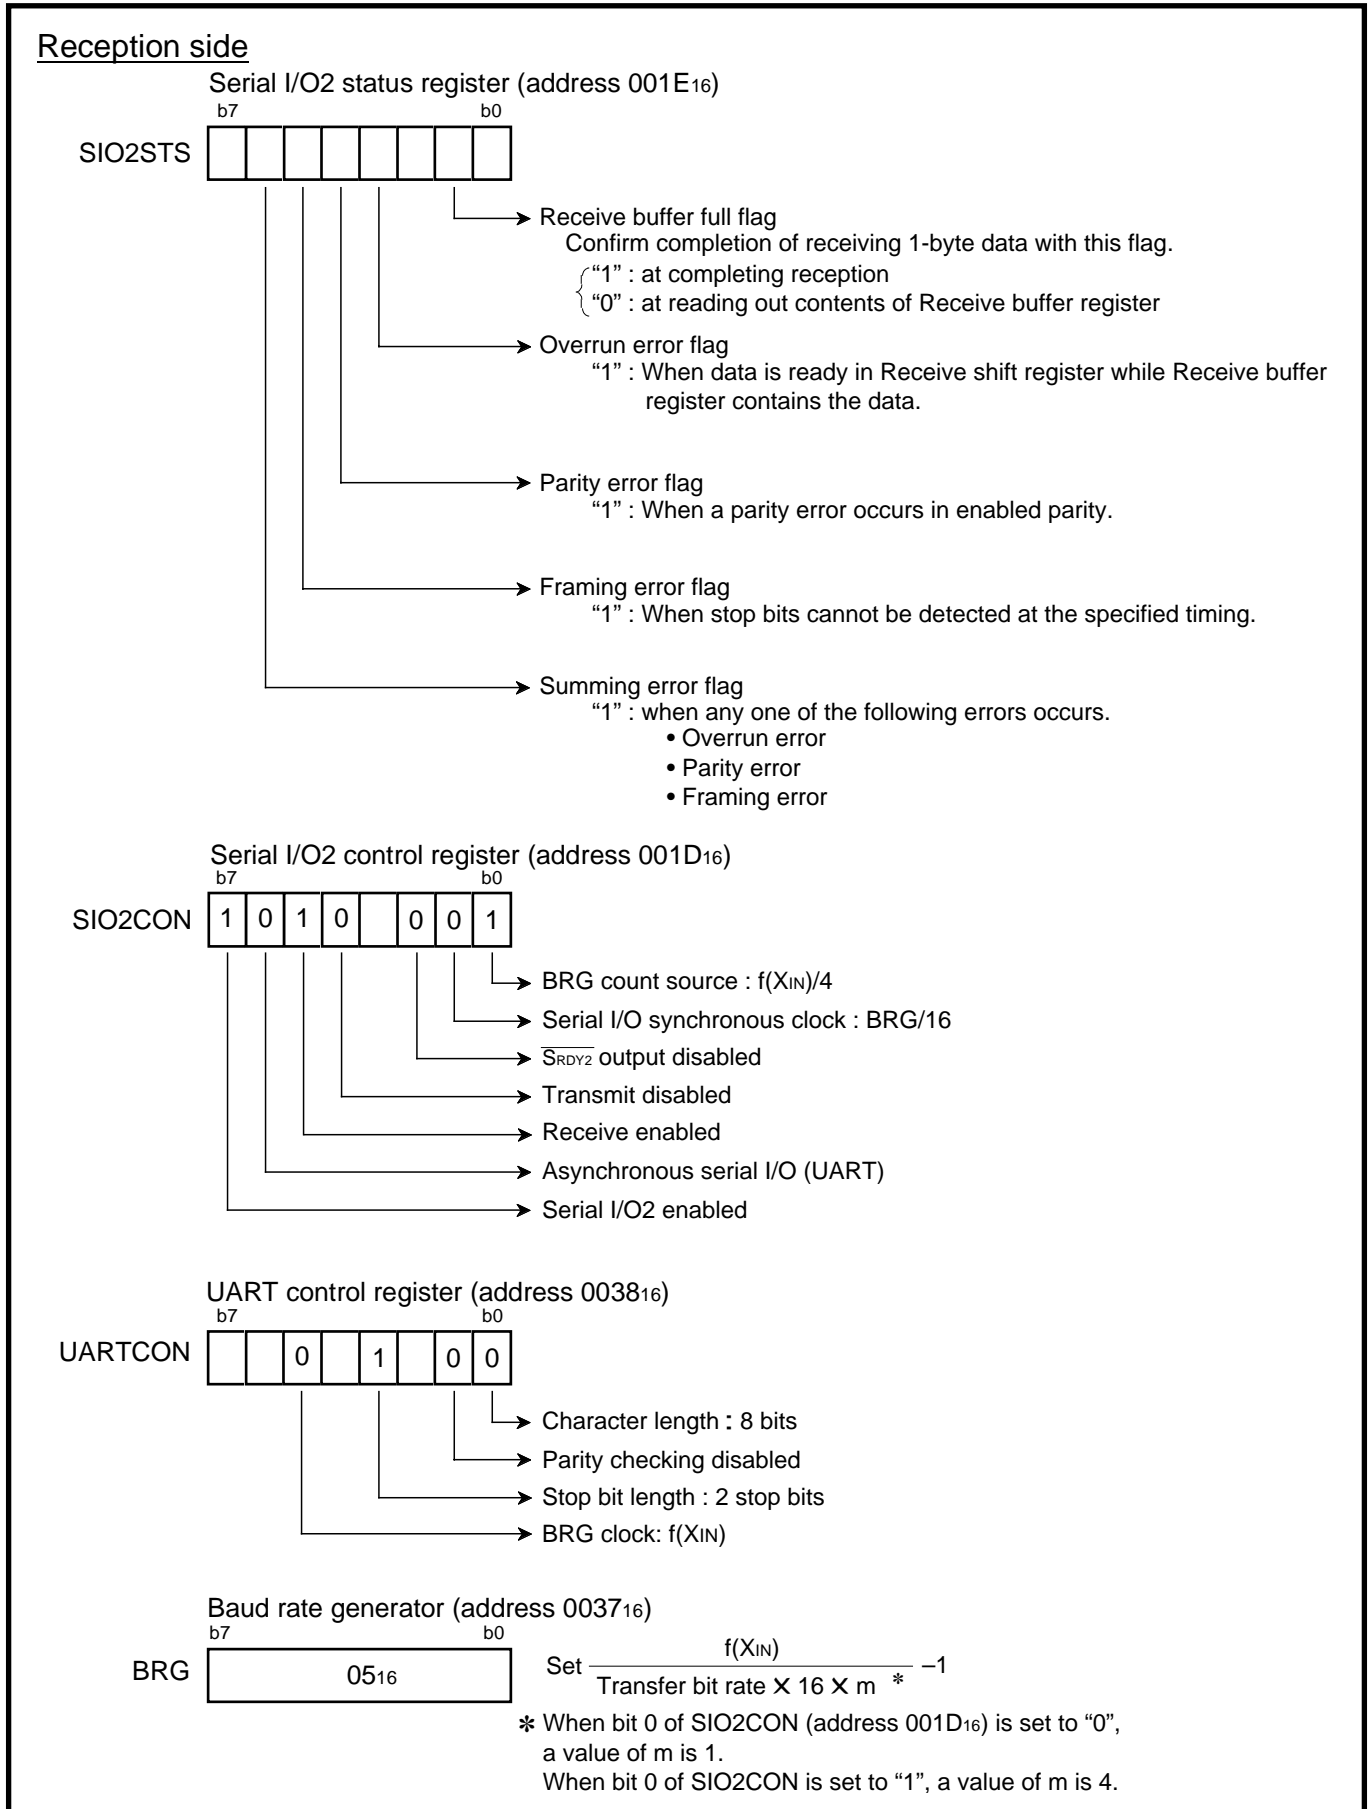 Reception side
Serial I/O2 status register (address 001E16)
b7 b0
SIO2STS
Receive buffer full flag
Confirm completion of receiving 1-byte data with this flag.
“1” : at completing reception
“0” : at reading out contents of Receive buffer register
Overrun error flag
“1” : When data is ready in Receive shift register while Receive buffer
register contains the data.
Parity error flag
“1” : When a parity error occurs in enabled parity.
Framing error flag
“1” : When stop bits cannot be detected at the specified timing.
Summing error flag
“1” : when any one of the following errors occurs.
• Overrun error
• Parity error
• Framing error
Serial I/O2 control register (address 001D16)
b7 b0
SIO2CON 1 0 1 0 0 0 1
BRG count source : f(XIN)/4
Serial I/O synchronous clock : BRG/16
SRDY2 output disabled
Transmit disabled
Receive enabled
Asynchronous serial I/O (UART)
Serial I/O2 enabled
UART control register (address 003816)
b7 b0
UARTCON 0 1 0 0
Character length : 8 bits
Parity checking disabled
Stop bit length : 2 stop bits
BRG clock: f(XIN)
Baud rate generator (address 003716)
b7 b0
BRG 0516
f(XIN)
Set –1
Transfer bit rate ✕ 16 ✕ m ✻
✻ When bit 0 of SIO2CON (address 001D16) is set to “0”,
a value of m is 1.
When bit 0 of SIO2CON is set to “1”, a value of m is 4.